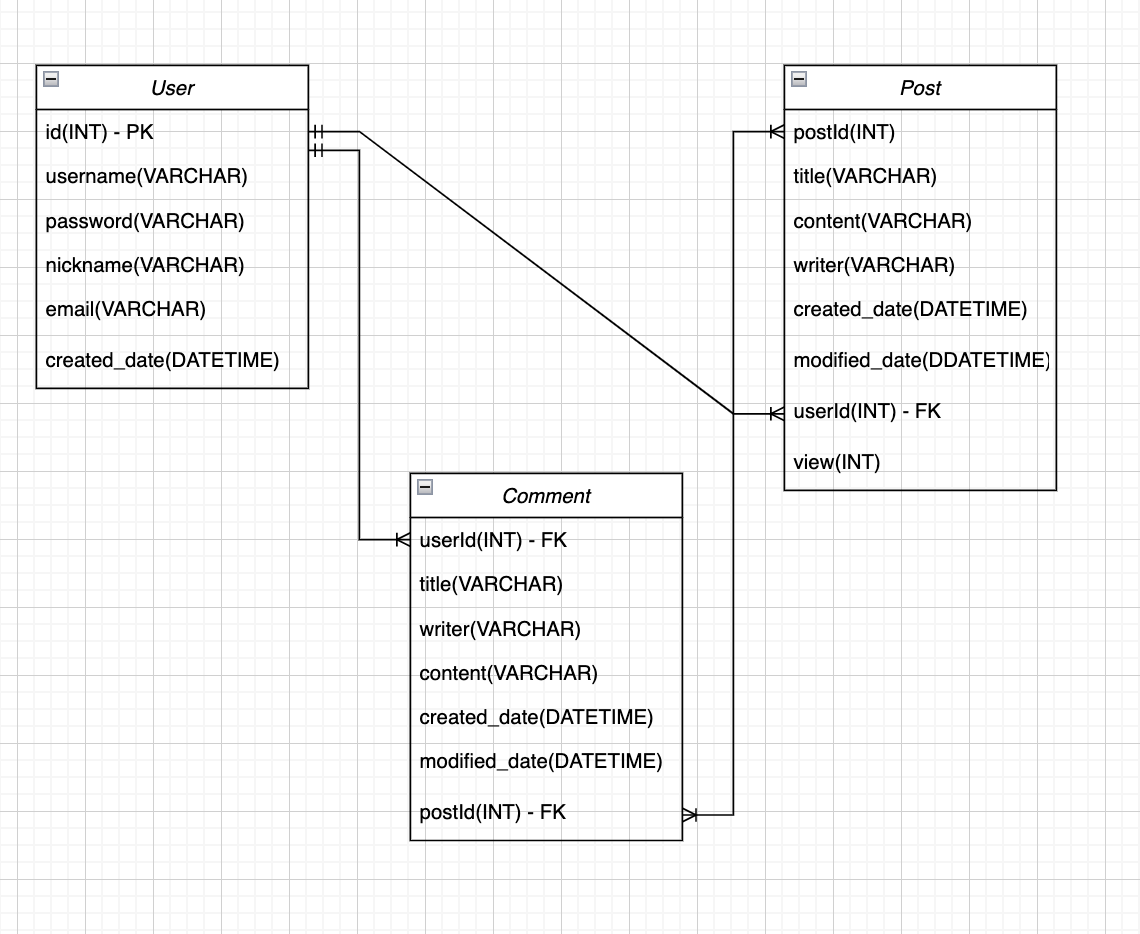 User
id(INT) - PK
username(VARCHAR)
password(VARCHAR)
nickname(VARCHAR)
email(VARCHAR)
created_date(DATETIME)
Post
postId(INT)
title(VARCHAR)
content(VARCHAR)
writer(VARCHAR)
created_date(DATETIME)
modified_date(DDATETIME)
userId(INT) - FK
view(INT)
Comment
userId(INT) - FK
title(VARCHAR)
writer(VARCHAR)
content(VARCHAR)
created_date(DATETIME)
modified_date(DATETIME)
postId(INT) - FK